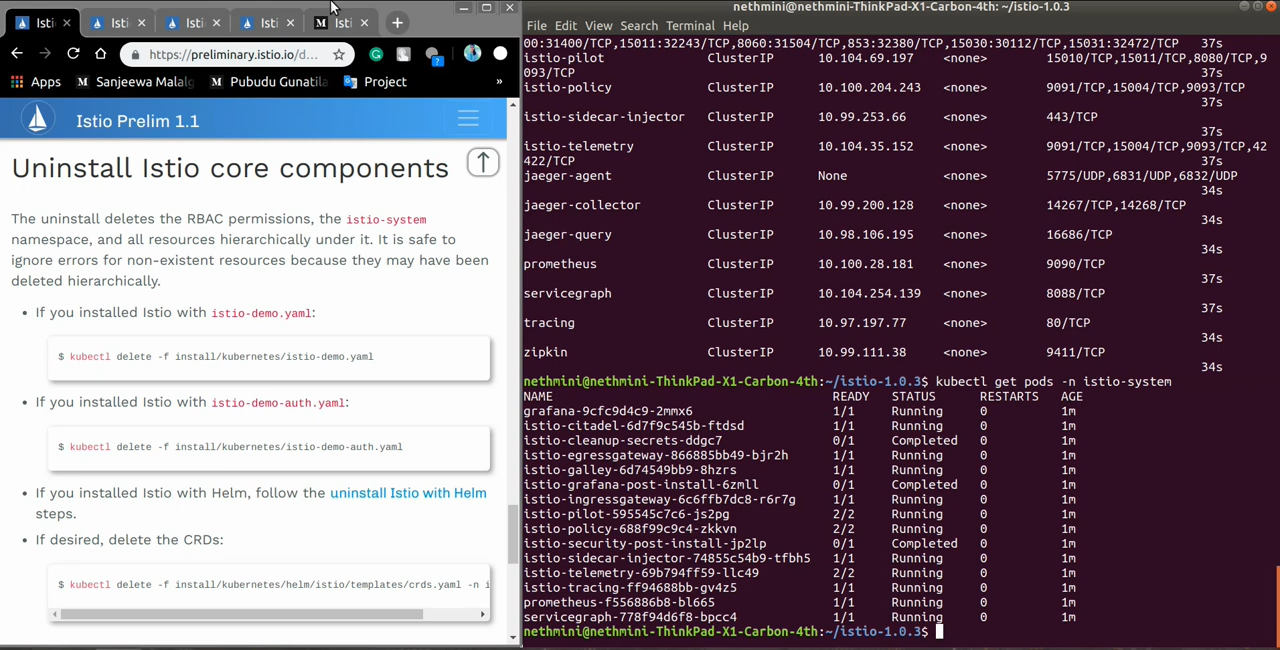 Isti
Isti
Isti
Isti
M Isti
https://preliminary.istio.io/d...
Apps
M Sanjeewa Malalg
M Pubudu Gunatila
Project
»
Istio Prelim 1.1
Uninstall Istio core components
The uninstall deletes the RBAC permissions, the istio-system
namespace, and all resources hierarchically under it. It is safe to
ignore errors for non-existent resources because they may have been
deleted hierarchically.
• If you installed Istio with istio-demo.yaml:
$ kubectl delete -f install/kubernetes/istio-demo.yaml
• If you installed Istio with istio-demo-auth.yaml:
$ kubectl delete -f install/kubernetes/istio-demo-auth.yaml
• If you installed Istio with Helm, follow the uninstall Istio with Helm
steps.
• If desired, delete the CRDs:
$ kubectl delete -f install/kubernetes/helm/istio/templates/crds.yaml -n i
nethmini@nethmini-ThinkPad-X1-Carbon-4th: ~/istio-1.0.3
File Edit View Search Terminal Help
00:31400/TCP,15011:32243/TCP,8060:31504/TCP,853:32380/TCP,15030:30112/TCP,15031:32472/TCP 37s
istio-pilot ClusterIP 10.104.69.197 <none> 15010/TCP,15011/TCP,8080/TCP,9
093/TCP 37s
istio-policy ClusterIP 10.100.204.243 <none> 9091/TCP,15004/TCP,9093/TCP
37s
istio-sidecar-injector ClusterIP 10.99.253.66 <none> 443/TCP
37s
istio-telemetry ClusterIP 10.104.35.152 <none> 9091/TCP,15004/TCP,9093/TCP,42
422/TCP 37s
jaeger-agent ClusterIP None <none> 5775/UDP,6831/UDP,6832/UDP
34s
jaeger-collector ClusterIP 10.99.200.128 <none> 14267/TCP,14268/TCP
34s
jaeger-query ClusterIP 10.98.106.195 <none> 16686/TCP
34s
prometheus ClusterIP 10.100.28.181 <none> 9090/TCP
37s
servicegraph ClusterIP 10.104.254.139 <none> 8088/TCP
37s
tracing ClusterIP 10.97.197.77 <none> 80/TCP
34s
zipkin ClusterIP 10.99.111.38 <none> 9411/TCP
34s
nethmini@nethmini-ThinkPad-X1-Carbon-4th:~/istio-1.0.3$ kubectl get pods -n istio-system
NAME READY STATUS RESTARTS AGE
grafana-9cfc9d4c9-2mmx6 1/1 Running 0 1m
istio-citadel-6d7f9c545b-ftdsd 1/1 Running 0 1m
istio-cleanup-secrets-ddgc7 0/1 Completed 0 1m
istio-egressgateway-866885bb49-bjr2h 1/1 Running 0 1m
istio-galley-6d74549bb9-8hzrs 1/1 Running 0 1m
istio-grafana-post-install-6zmll 0/1 Completed 0 1m
istio-ingressgateway-6c6ffb7dc8-r6r7g 1/1 Running 0 1m
istio-pilot-595545c7c6-js2pg 2/2 Running 0 1m
istio-policy-688f99c9c4-zkkvn 2/2 Running 0 1m
istio-security-post-install-jp2lp 0/1 Completed 0 1m
istio-sidecar-injector-74855c54b9-tfbh5 1/1 Running 0 1m
istio-telemetry-69b794ff59-llc49 2/2 Running 0 1m
istio-tracing-ff94688bb-gv4z5 1/1 Running 0 1m
prometheus-f556886b8-bl665 1/1 Running 0 1m
servicegraph-778f94d6f8-bpcc4 1/1 Running 0 1m
nethmini@nethmini-ThinkPad-X1-Carbon-4th:~/istio-1.0.3$